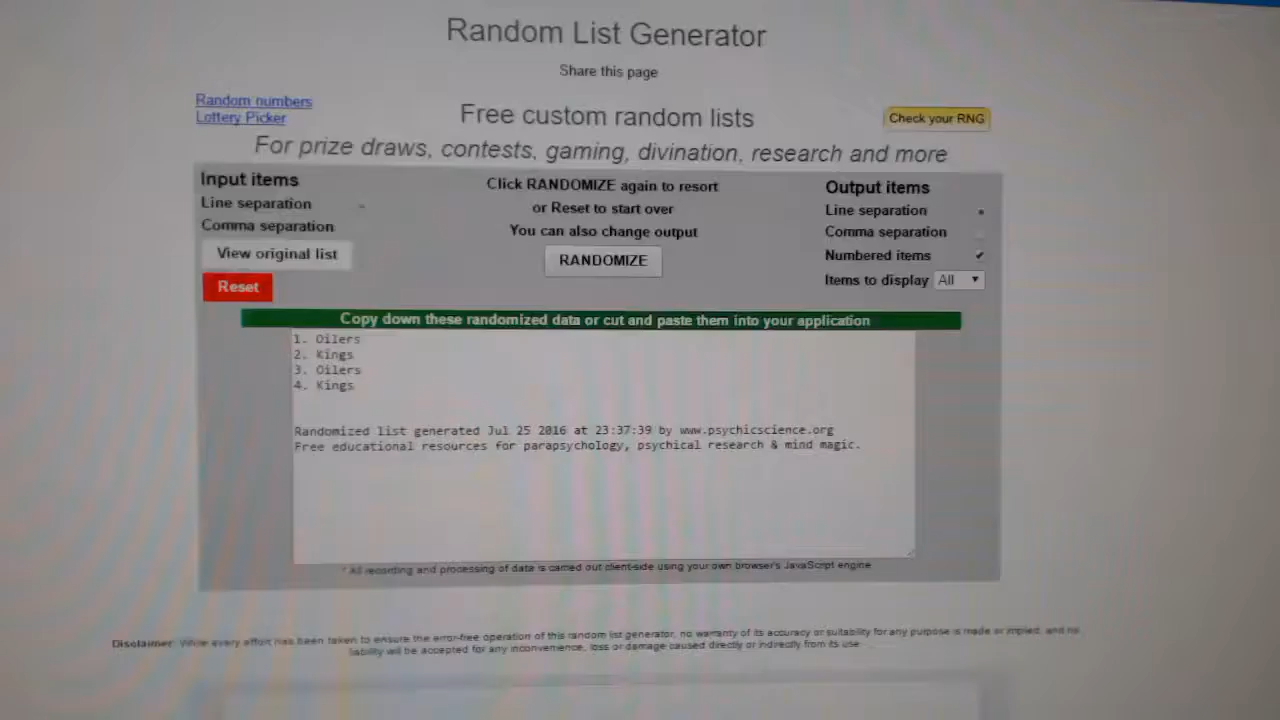 Random List Generator
Share this page
Random numbers
Lottery Picker
Free custom random lists
Check your RNG
For prize draws, contests, gaming, divination, research and more
Input items
Line separation
Comma separation
View original list
Reset
Click RANDOMIZE again to resort
or Reset to start over
You can also change output
RANDOMIZE
Output items
Line separation
Comma separation
Numbered items
Items to display All
Copy down these randomized data or cut and paste them into your application
1. Oilers
2. Kings
3. Oilers
4. Kings
Randomized list generated Jul 25 2016 at 23:37:39 by www.psychicscience.org
Free educational resources for parapsychology, psychical research & mind magic.
* All recording and processing of data is carried out client-side using your own browser's JavaScript engine
Disclaimer: While every effort has been taken to ensure the error-free operation of this random list generator, no warranty of its accuracy or suitability for any purpose is made or implied, and no
liability will be accepted for any inconvenience, loss or damage caused directly or indirectly from its use